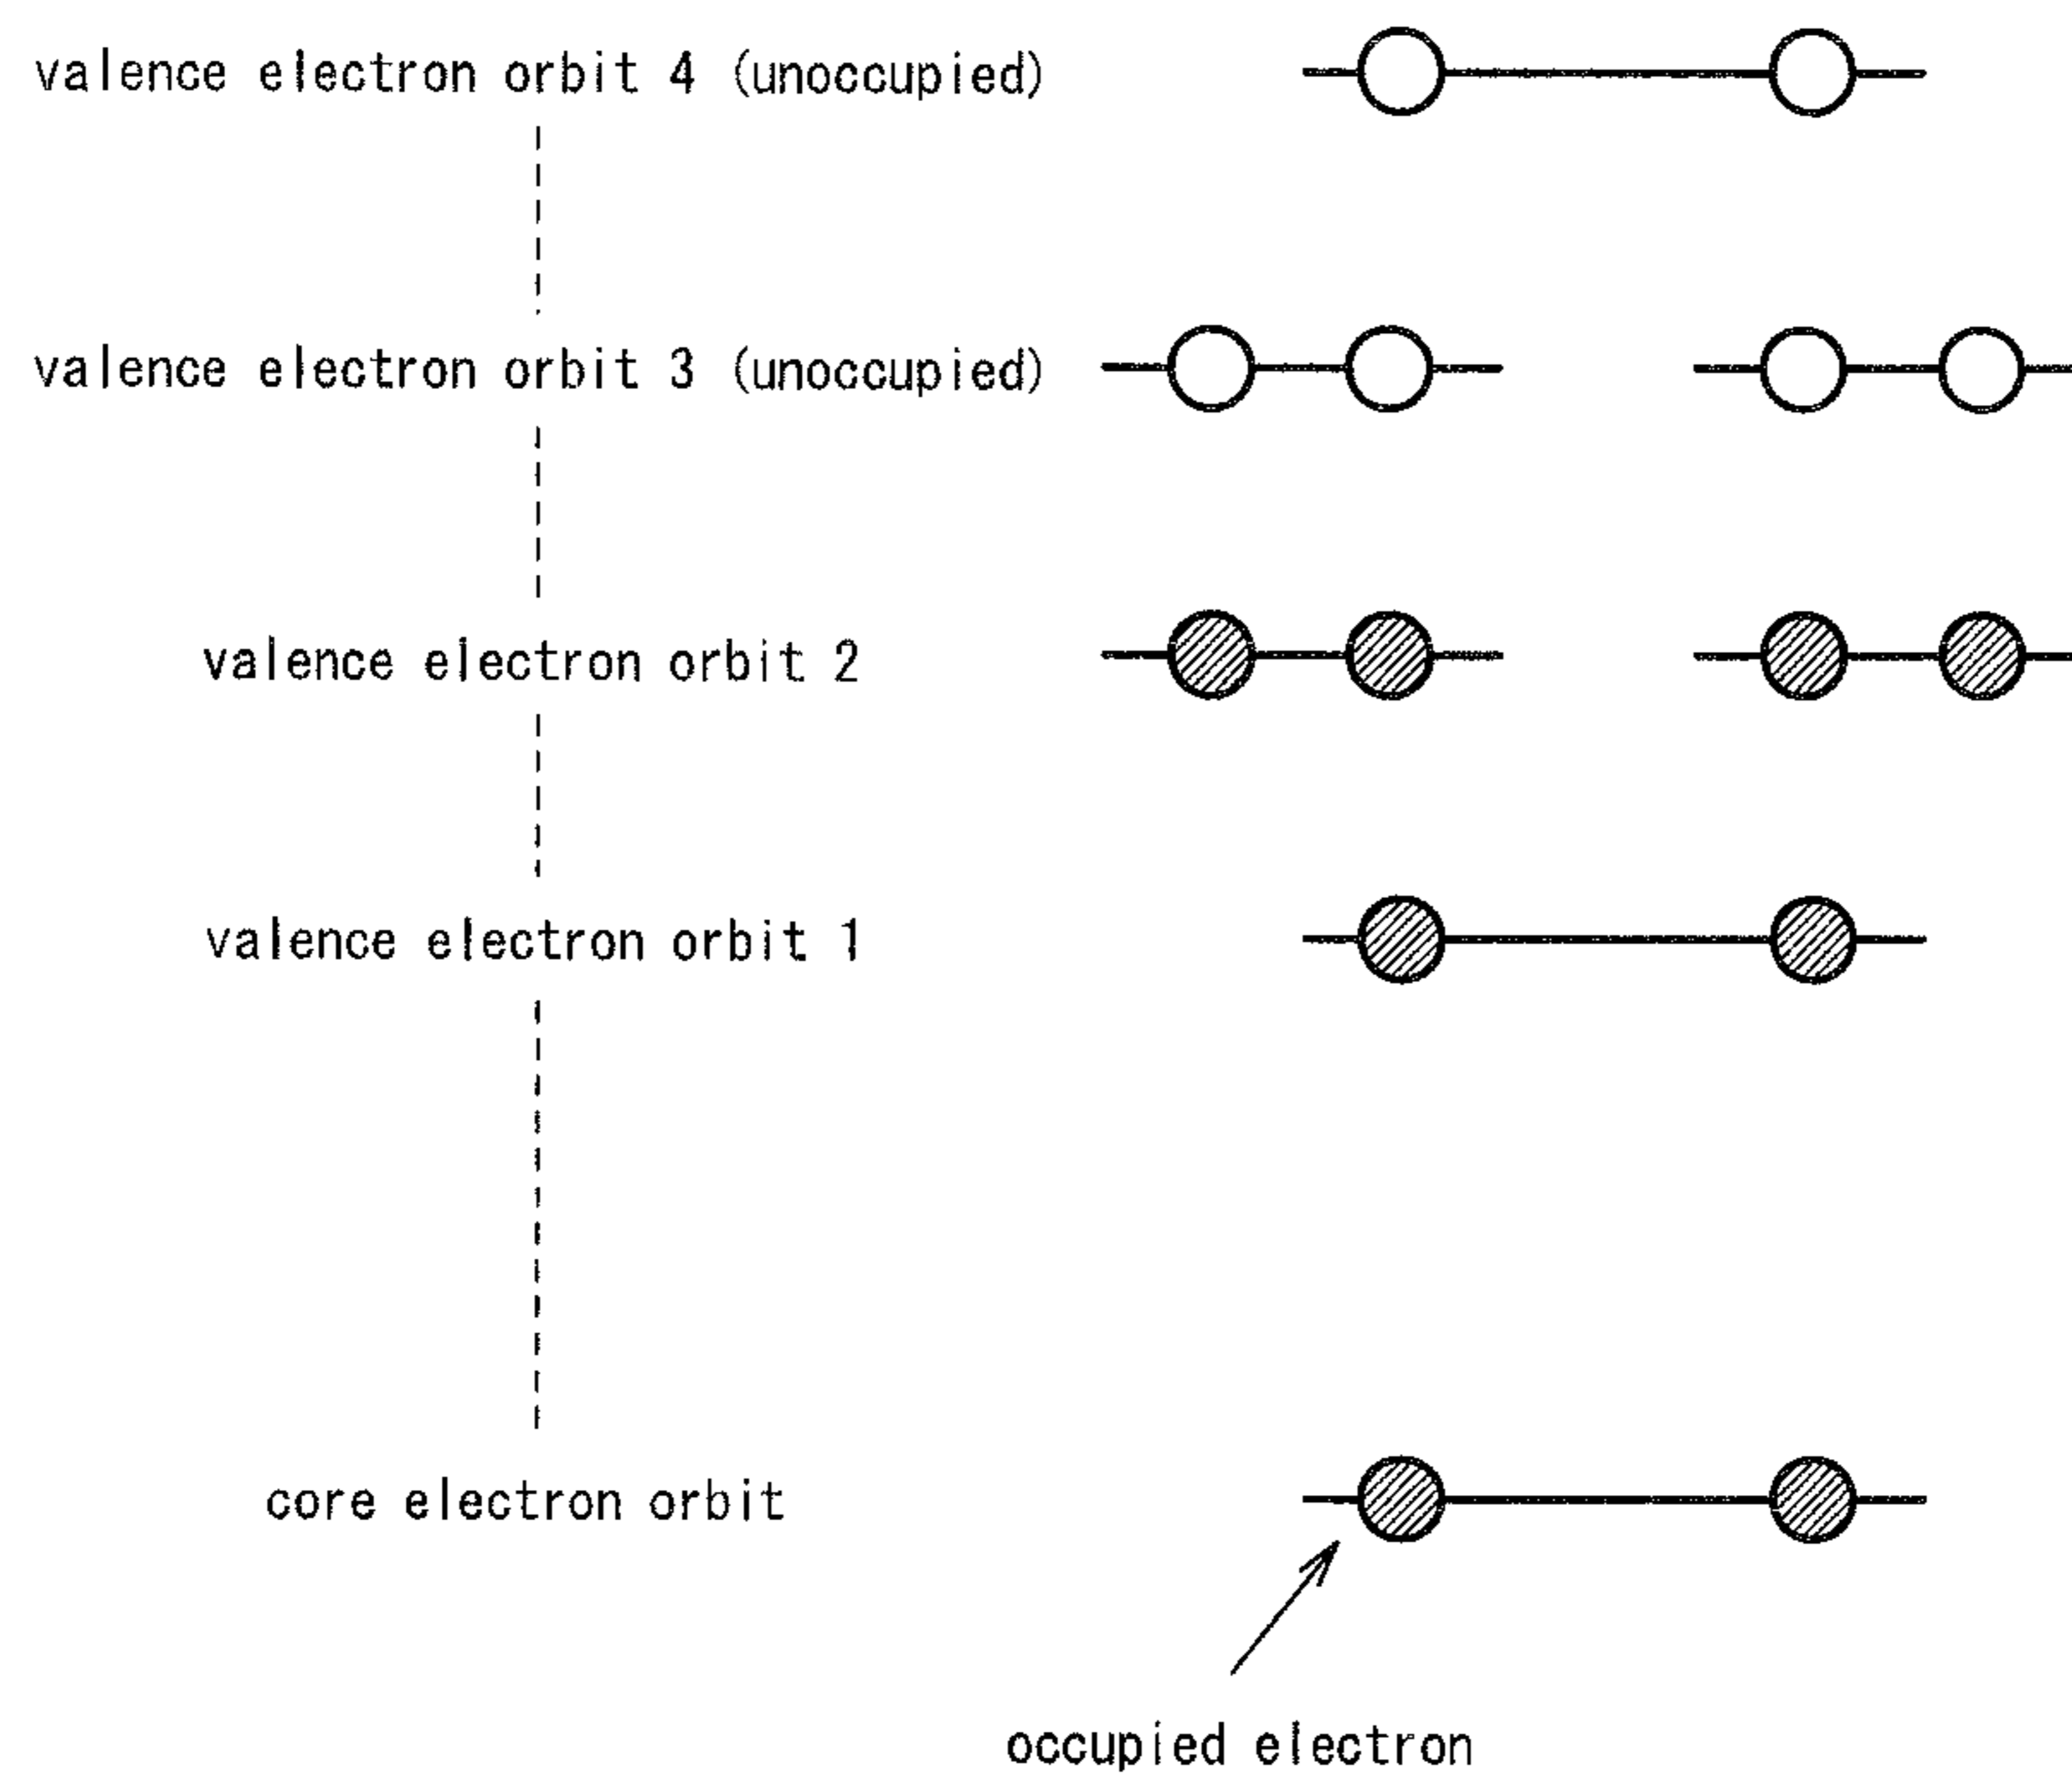 valence electron orbit 4 (unoccupied)
valence electron orbit 3 (unoccupied)
valence electron orbit 2
valence electron orbit 1
core electron orbit
occupied electron